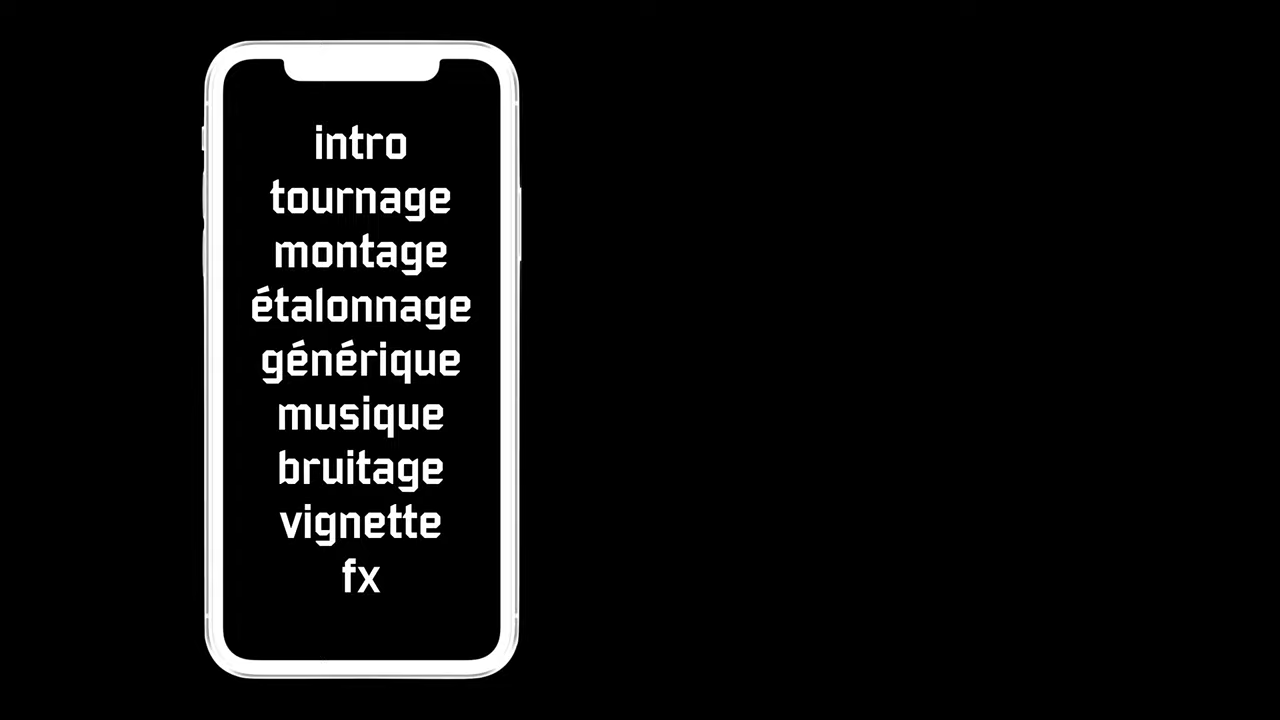 intro
tournage
montage
étalonnage
générique
musique
bruitage
vignette
fx